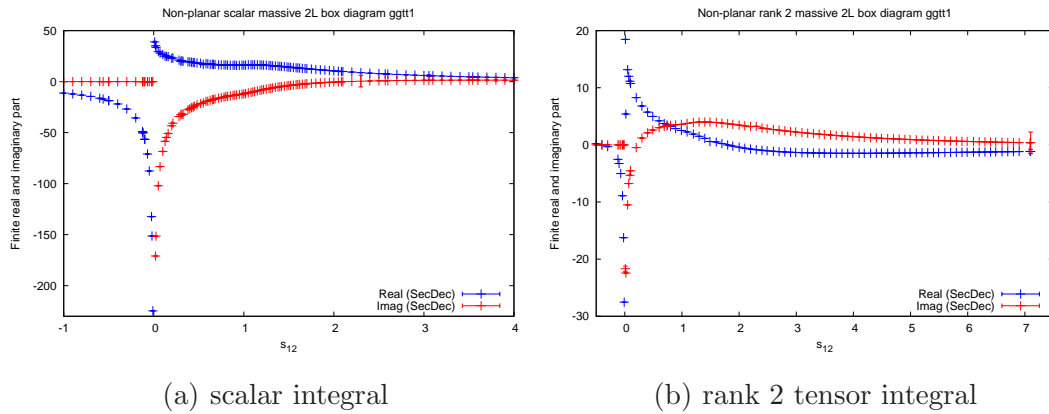 Non-planar scalar massive 2L box diagram ggtt1
Finite real and imaginary part
50
0
-50
-100
-150
-200
Real (SecDec)
Imag (SecDec)
-1
0
1
2
3
4
s12
(a) scalar integral
Non-planar rank 2 massive 2L box diagram ggtt1
Finite real and imaginary part
20
10
0
-10
-20
-30
Real (SecDec)
Imag (SecDec)
0
1
2
3
4
5
6
7
s12
(b) rank 2 tensor integral